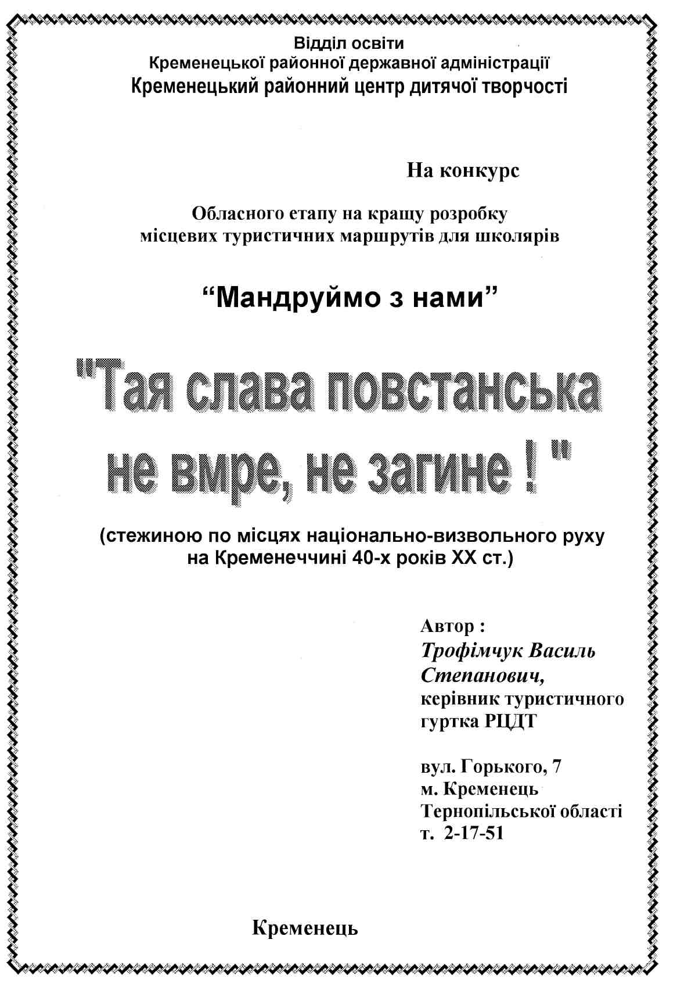 Відділ освіти
Кременецької районної державної адміністрації
Кременецький районний центр дитячої творчості
На конкурс
Обласного етапу на кращу розробку
місцевих туристичних маршрутів для школярів
“Мандруймо з нами”
"Тая слава повстанська
не вмре, не загине ! "
(стежиною по місцях національно-визвольного руху
на Кременеччині 40-х років ХХ ст.)
Автор :
Трофімчук Василь
Степанович,
керівник туристичного
гуртка РЦДТ
вул. Горького, 7
м. Кременець
Тернопільської області
т. 2-17-51
Кременець